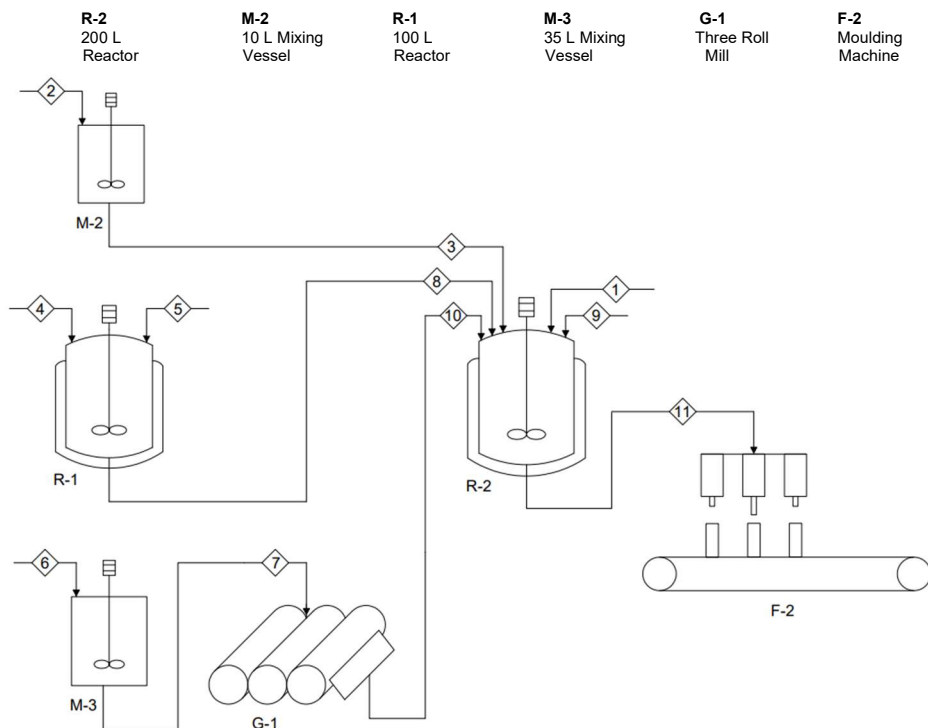 R-2 M-2 R-1 M-3 G-1 F-2
200 L 10 L Mixing 100 L 35 L Mixing Three Roll Moulding
Reactor Vessel Reactor Vessel Mill Machine
2
M-2
3
8
1
4
5
10
9
11
R-1
R-2
6
7
F-2
M-3
G-1